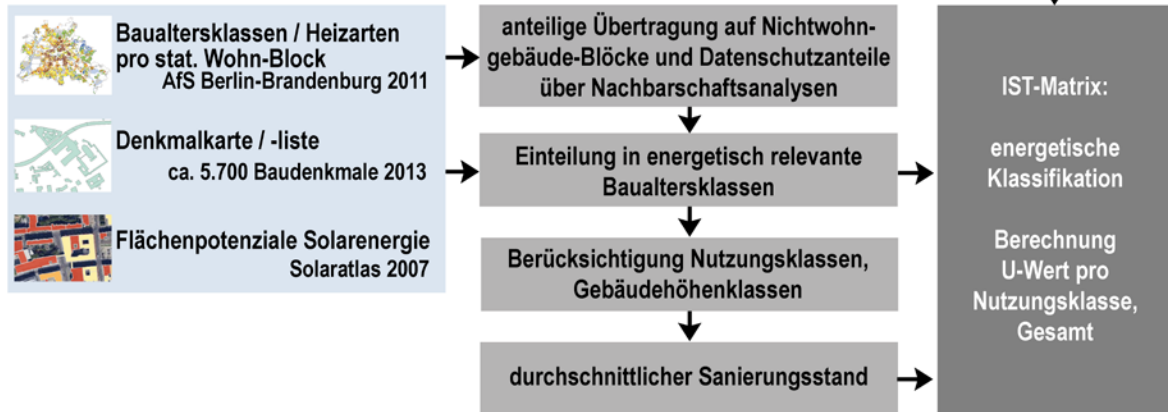 Baualtersklassen / Heizarten
pro stat. Wohn-Block
AfS Berlin-Brandenburg 2011
Denkmalkarte / -liste
ca. 5.700 Baudenkmale 2013
Flächenpotenziale Solarenergie
Solaratlas 2007
anteilige Übertragung auf Nichtwohn-
gebäude-Blöcke und Datenschutzanteile
über Nachbarschaftsanalysen
Einteilung in energetisch relevante
Baualtersklassen
Berücksichtigung Nutzungsklassen,
Gebäudehöhenklassen
durchschnittlicher Sanierungsstand
IST-Matrix:
energetische
Klassifikation
Berechnung
U-Wert pro
Nutzungsklasse,
Gesamt